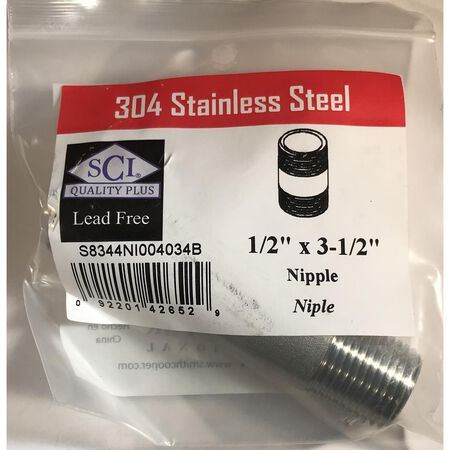 304 Stainless Steel
SCI
QUALITY PLUS
Lead Free
S8344NI004034B
0 92201 42652 9
1/2" x 3-1/2"
Nipple
Niple
Hecho en
China
O N A L
• www.smithcooper.com •